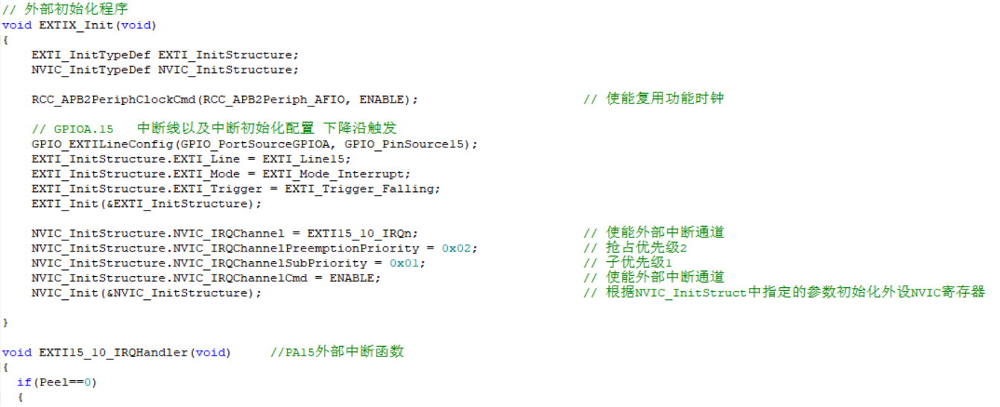 // 外部初始化程序
void EXTIX_Init(void)
{
    EXTI_InitTypeDef EXTI_InitStructure;
    NVIC_InitTypeDef NVIC_InitStructure;
    RCC_APB2PeriphClockCmd(RCC_APB2Periph_AFIO, ENABLE); // 使能复用功能时钟
    // GPIOA.15 中断线以及中断初始化配置 下降沿触发
    GPIO_EXTILineConfig(GPIO_PortSourceGPIOA, GPIO_PinSource15);
    EXTI_InitStructure.EXTI_Line = EXTI_Line15;
    EXTI_InitStructure.EXTI_Mode = EXTI_Mode_Interrupt;
    EXTI_InitStructure.EXTI_Trigger = EXTI_Trigger_Falling;
    EXTI_Init(&EXTI_InitStructure);
    NVIC_InitStructure.NVIC_IRQChannel = EXTI15_10_IRQn; // 使能外部中断通道
    NVIC_InitStructure.NVIC_IRQChannelPreemptionPriority = 0x02; // 抢占优先级2
    NVIC_InitStructure.NVIC_IRQChannelSubPriority = 0x01; // 子优先级1
    NVIC_InitStructure.NVIC_IRQChannelCmd = ENABLE; // 使能外部中断通道
    NVIC_Init(&NVIC_InitStructure); // 根据NVIC_InitStruct中指定的参数初始化外设NVIC寄存器
}
void EXTI15_10_IRQHandler(void) //PA15外部中断函数
{
  if(Peel==0)
  {